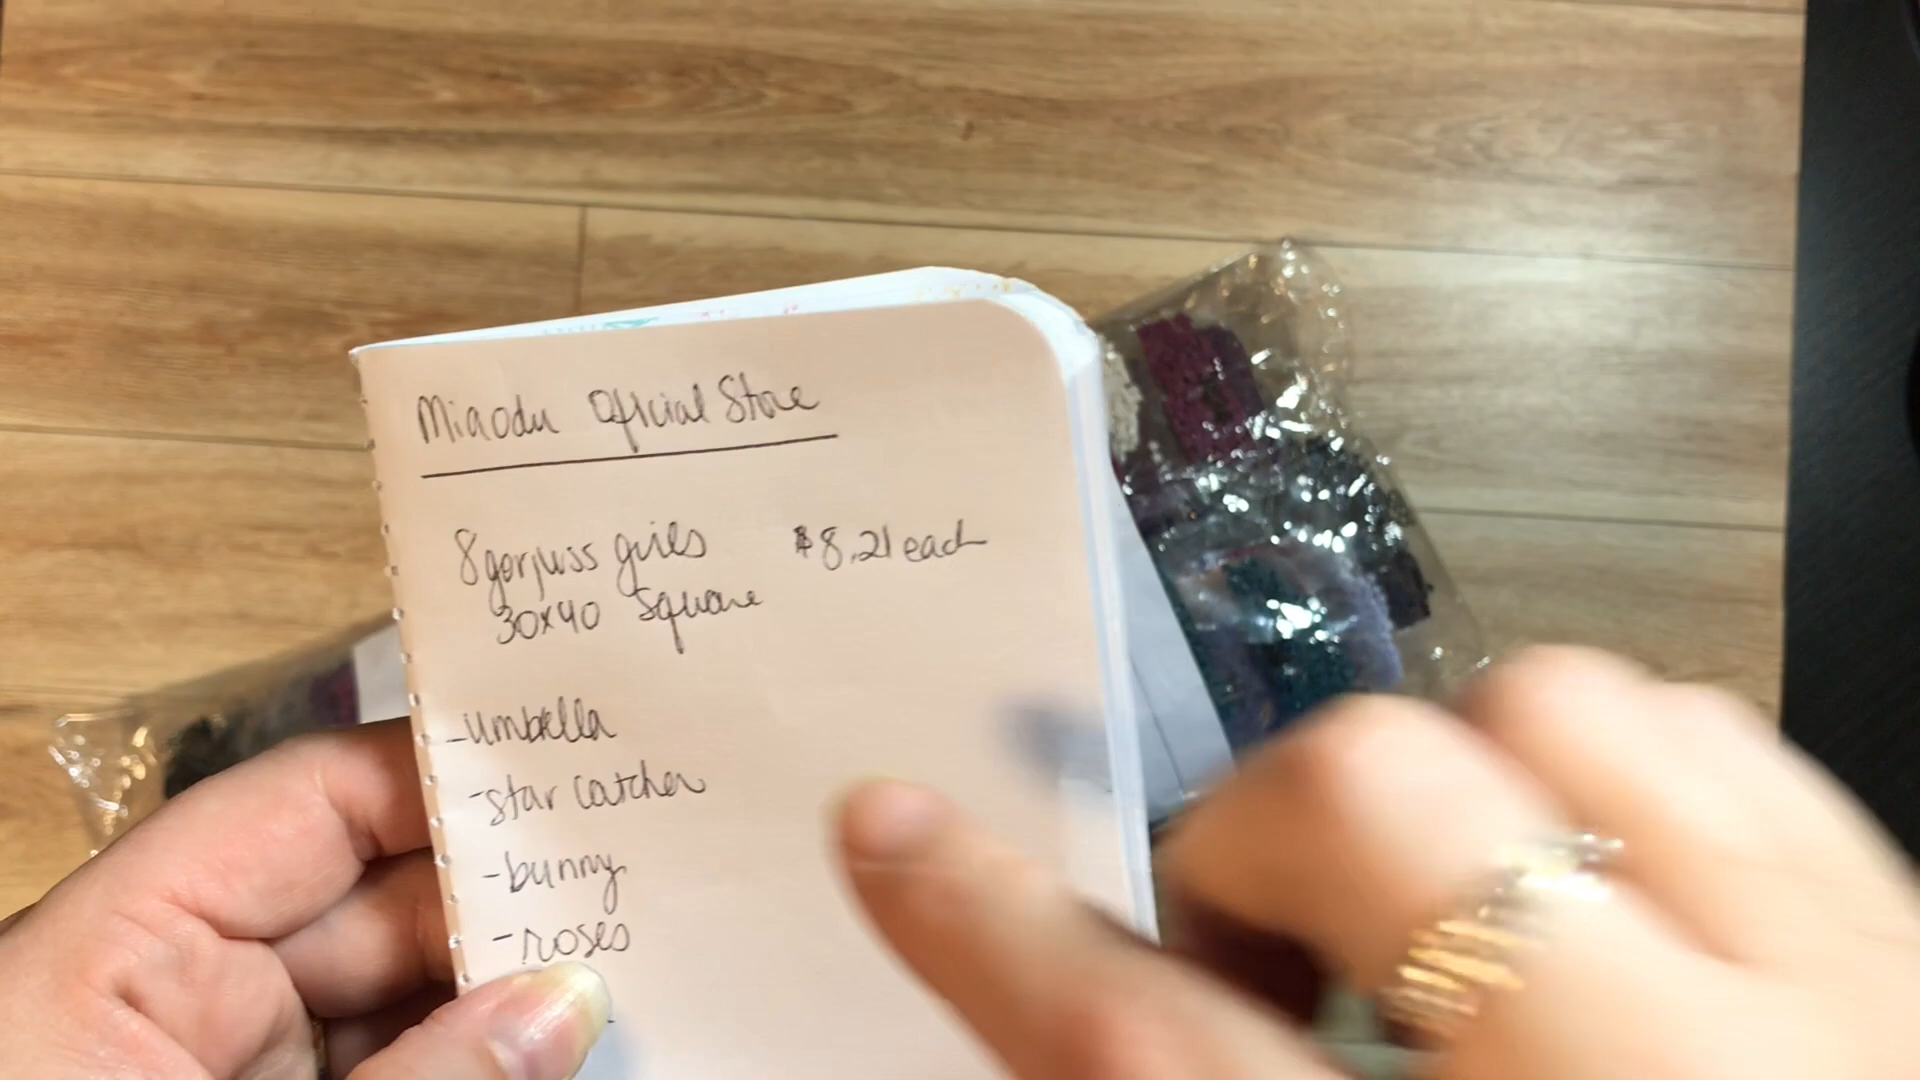 Miaodu Official Store
8 gorjuss girls $8.21 each
30x40 Square
- umbrella
- star catcher
- bunny
- roses